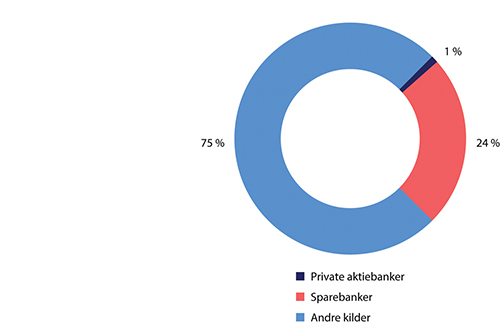 1 %
75 %
24 %
Private aktiebanker
Sparebanker
Andre kilder